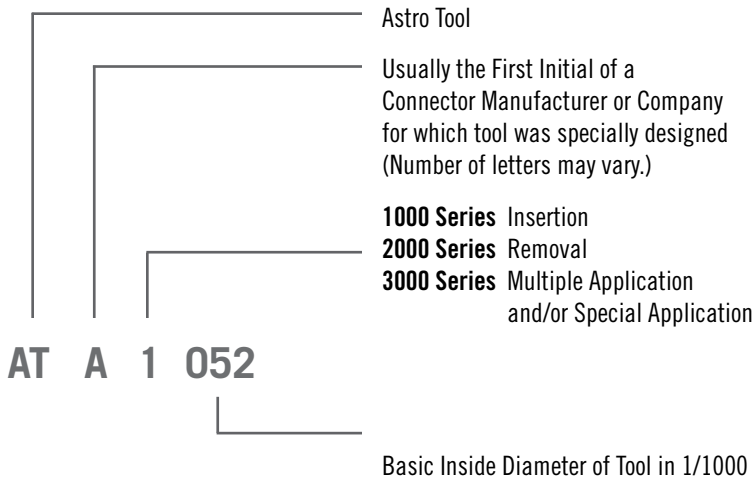 Astro Tool
Usually the First Initial of a
Connector Manufacturer or Company
for which tool was specially designed
(Number of letters may vary.)
1000 Series Insertion
2000 Series Removal
3000 Series Multiple Application
and/or Special Application
AT A 1 052
Basic Inside Diameter of Tool in 1/1000